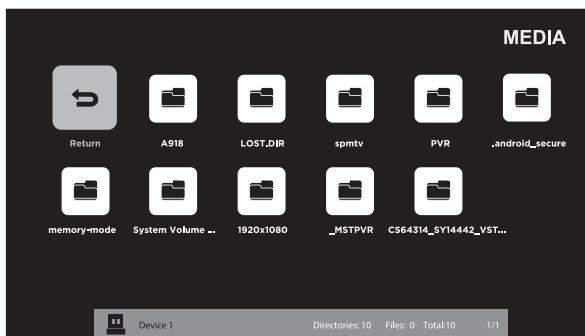 MEDIA
Return A918 LOST.DIR spmtv PVR .android_secure
memory-mode System Volume ... 1920x1080 _MSTPVR CS64314_SY14442_VST...
Device 1 Directories: 10 Files: 0 Total:10 1/1